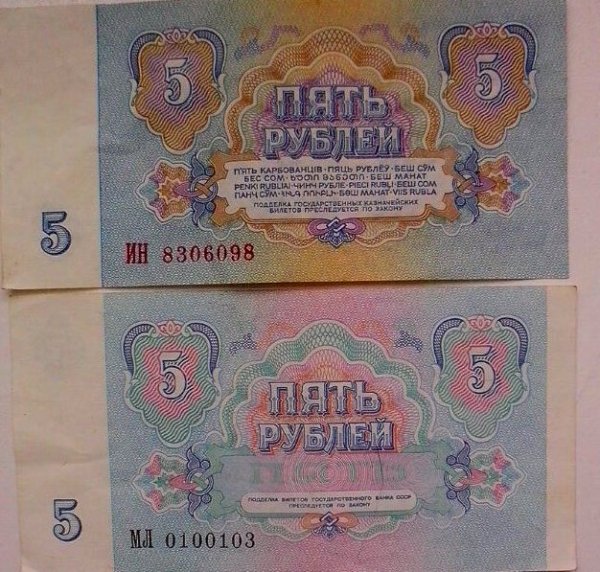 5 5
ПЯТЬ
РУБЛЕЙ
П'ЯТЬ КАРБОВАНЦІВ · ПЯЦЬ РУБЛЁЎ · БЕШ СЎМ
БЕС СОМ · ხუთი მანეთი · БЕШ МАНАТ
PENKI RUBLIAI · ЧИНЧ РУБЛЕ · PIECI RUBĻI · БЕШ СОМ
ПАНҶ СЎМ · ՀԻՆԳ ՌՈՒԲԼԻ · БЕШ МАНАТ · VIIS RUBLA
ПОДДЕЛКА ГОСУДАРСТВЕННЫХ КАЗНАЧЕЙСКИХ
БИЛЕТОВ ПРЕСЛЕДУЕТСЯ ПО ЗАКОНУ
5
ИН 8306098
5 5
ПЯТЬ
РУБЛЕЙ
ПОДДЕЛКА БИЛЕТОВ ГОСУДАРСТВЕННОГО БАНКА СССР
ПРЕСЛЕДУЕТСЯ ПО ЗАКОНУ
5
МЛ 0100103